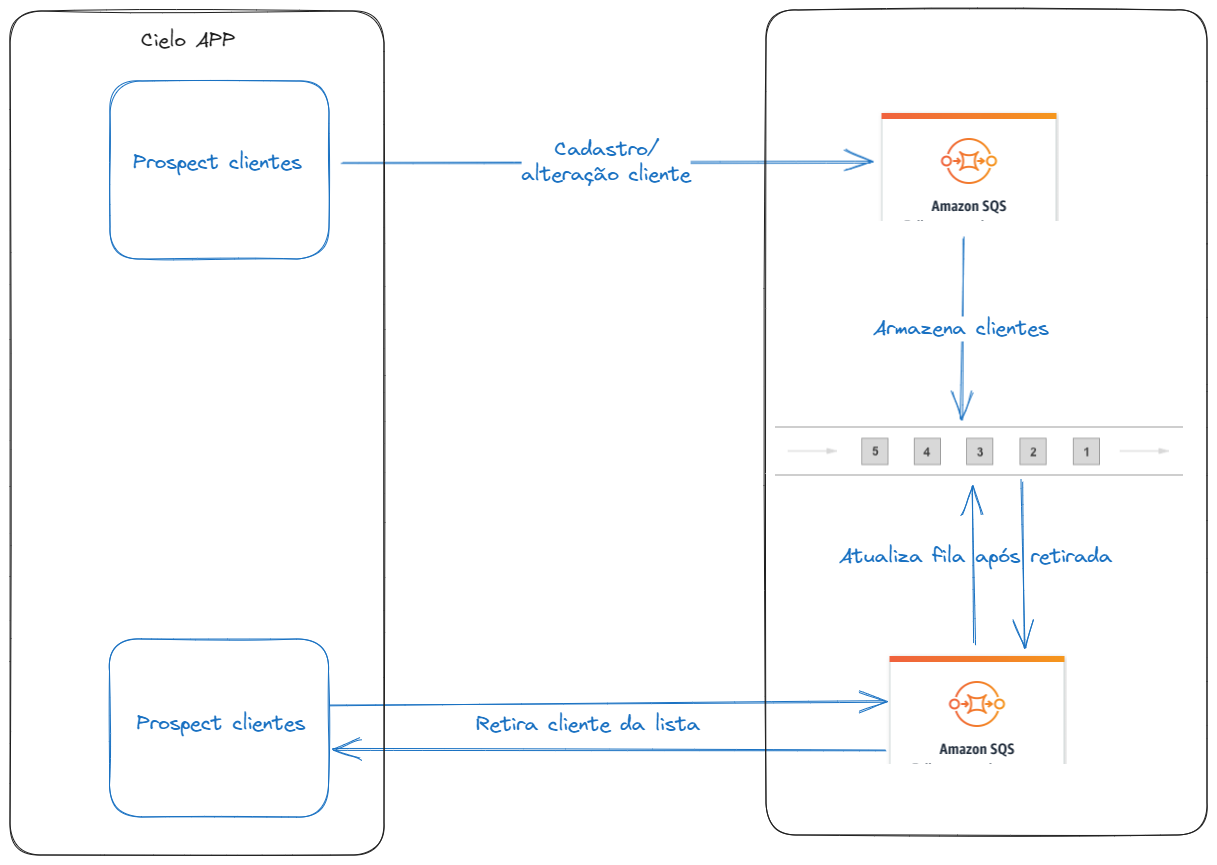 Cielo APP
Prospect clientes
Cadastro/
alteração cliente
Amazon SQS
Armazena clientes
5 4 3 2 1
Atualiza fila após retirada
Prospect clientes
Retira cliente da lista
Amazon SQS